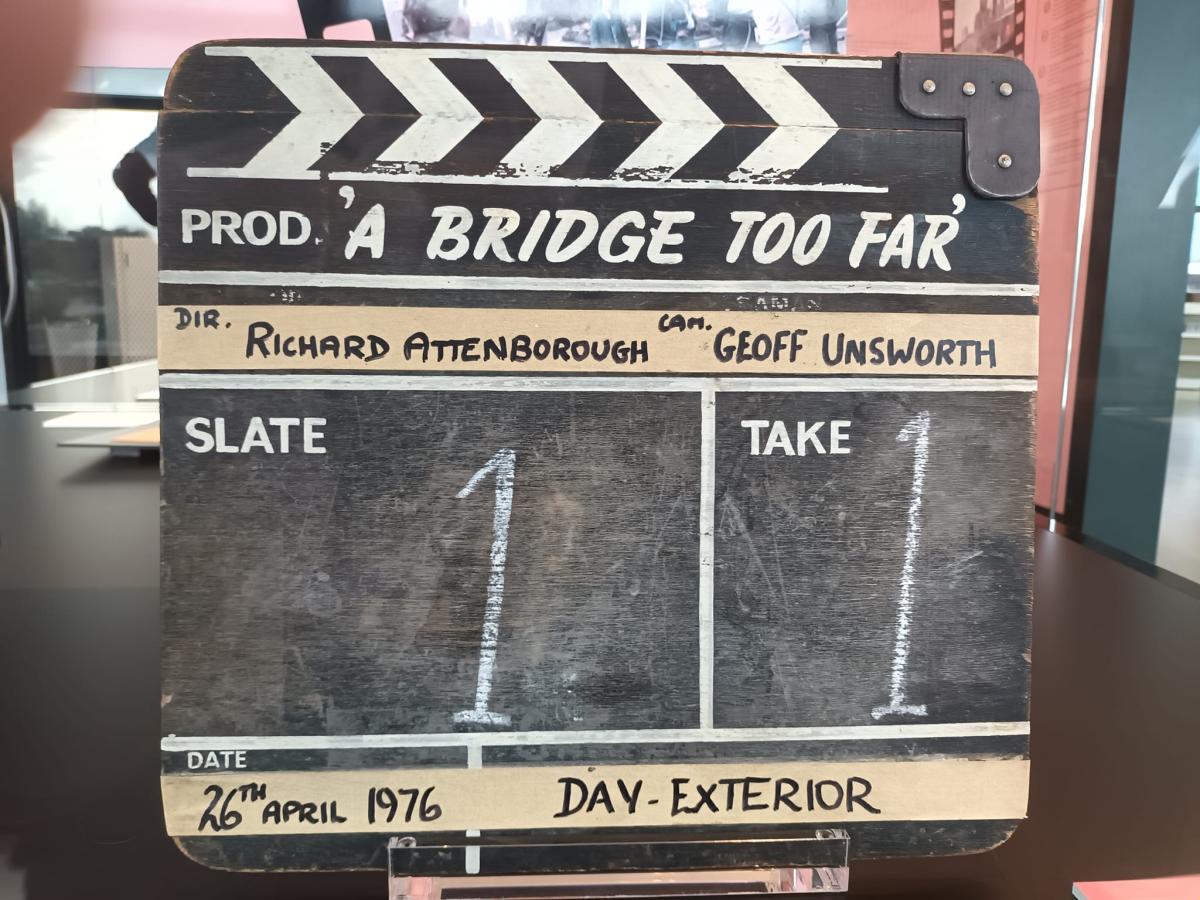 PROD. 'A BRIDGE TOO FAR'
DIR. RICHARD ATTENBOROUGH CAM. GEOFF UNSWORTH
SLATE 1 TAKE 1
DATE
26TH APRIL 1976 DAY-EXTERIOR